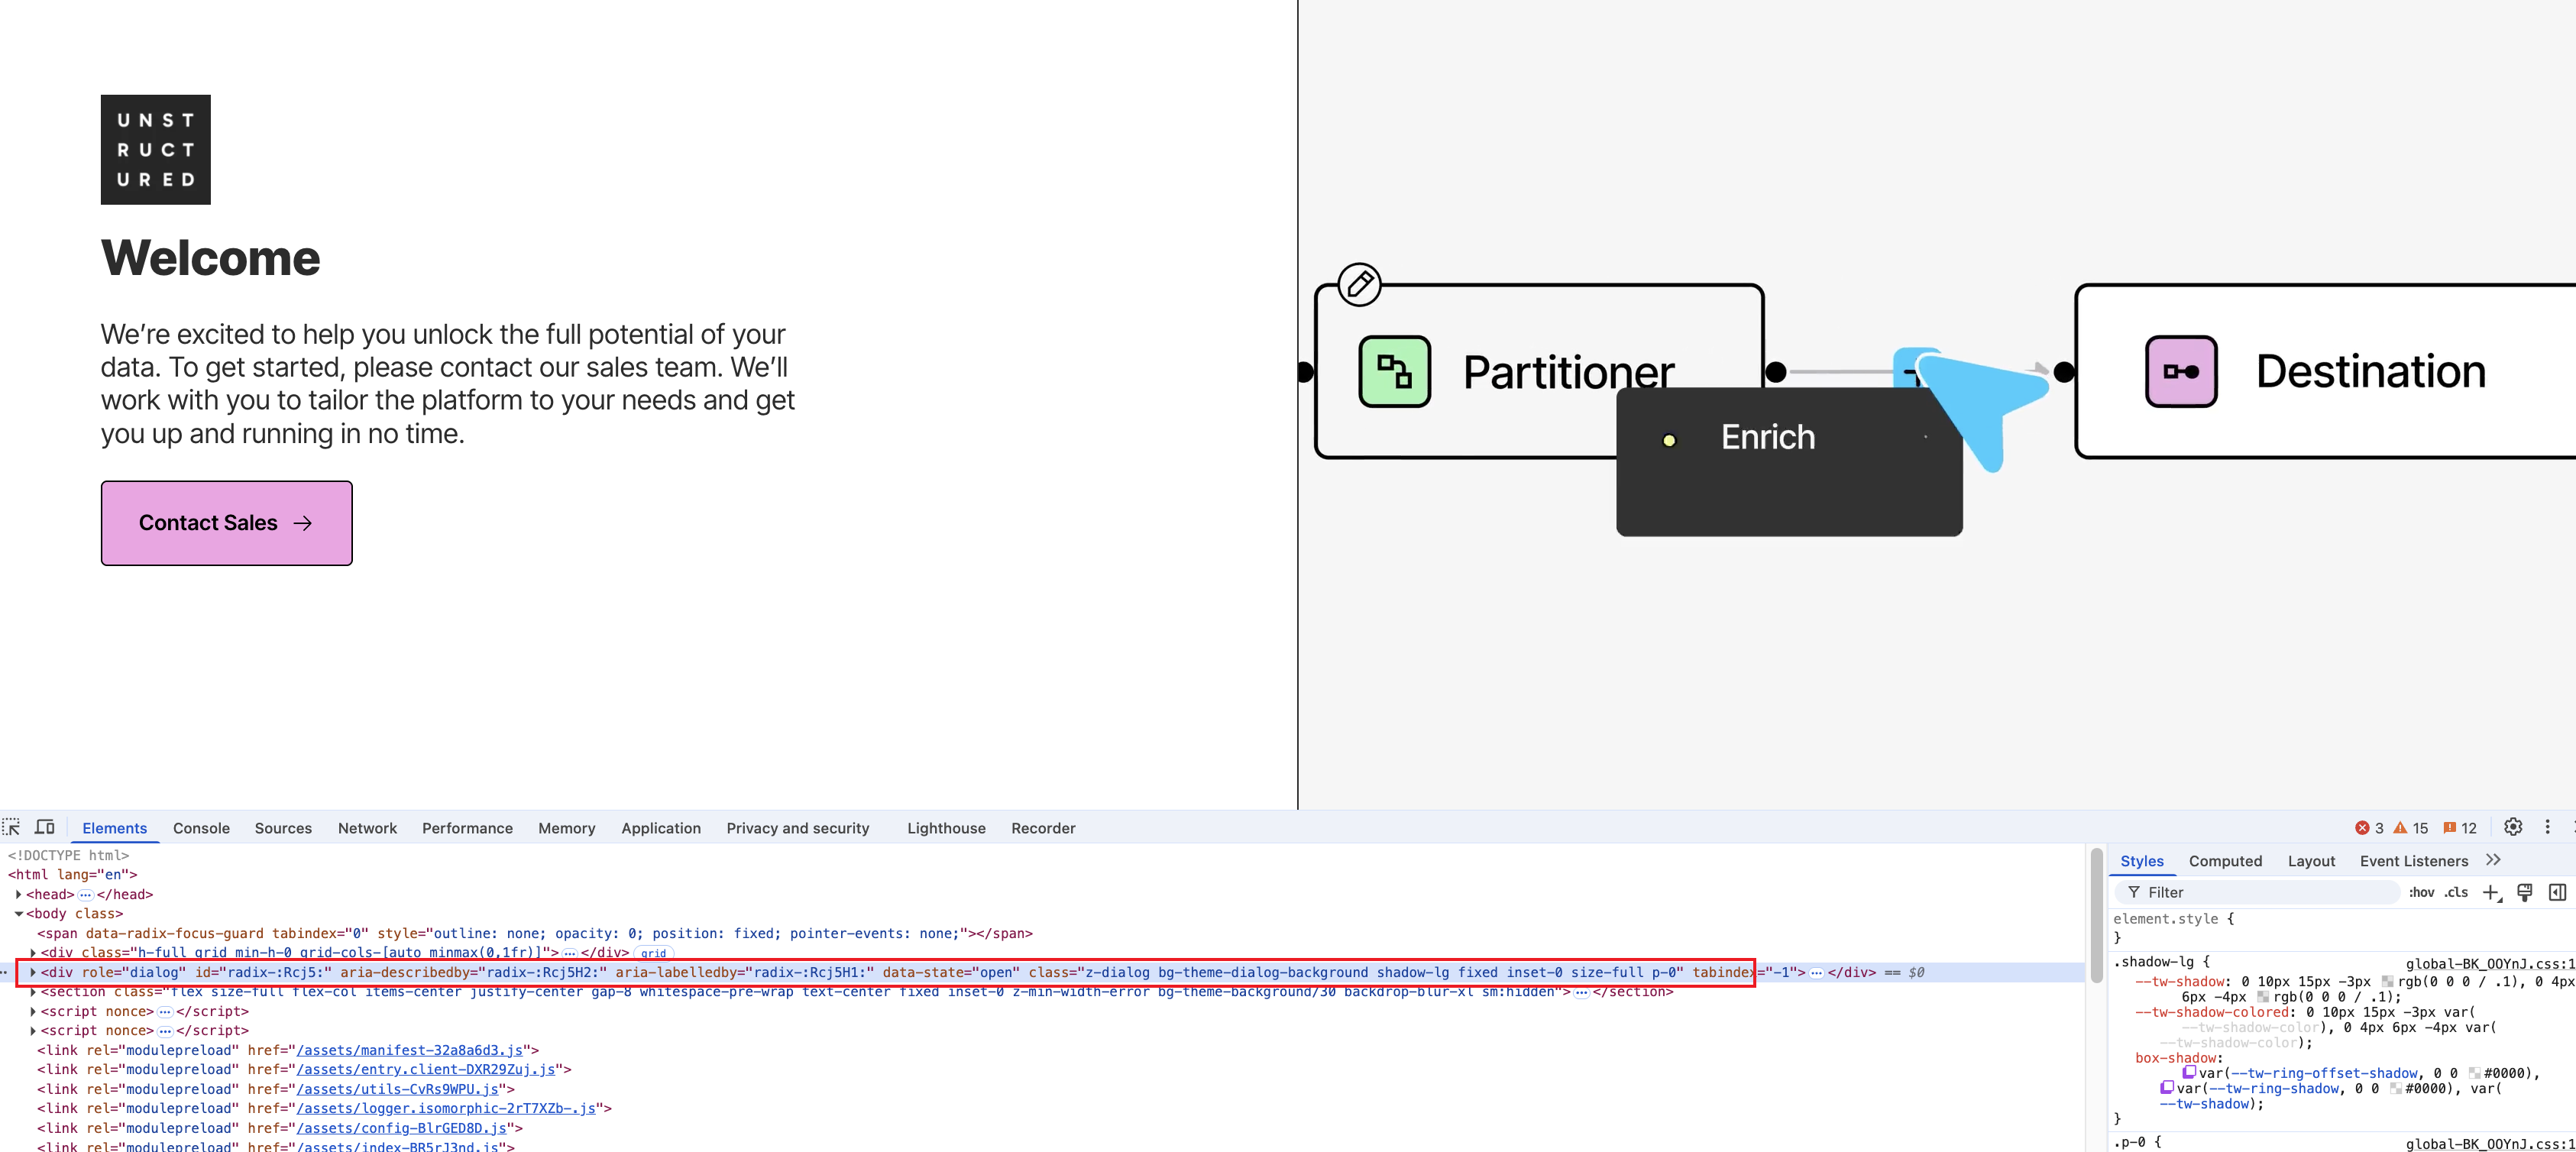 UNST
RUCT
URED
Welcome
We’re excited to help you unlock the full potential of your
data. To get started, please contact our sales team. We’ll
work with you to tailor the platform to your needs and get
you up and running in no time.
Contact Sales
Partitioner
Enrich
Destination
Elements Console Sources Network Performance Memory Application Privacy and security Lighthouse Recorder 3 15 12
<!DOCTYPE html>
<html lang="en">
<head> … </head>
<body class>
<span data-radix-focus-guard tabindex="0" style="outline: none; opacity: 0; position: fixed; pointer-events: none;"></span>
<div class="h-full grid min-h-0 grid-cols-[auto minmax(0,1fr)]"> … </div> grid
<div role="dialog" id="radix-:Rcj5:" aria-describedby="radix-:Rcj5H2:" aria-labelledby="radix-:Rcj5H1:" data-state="open" class="z-dialog bg-theme-dialog-background shadow-lg fixed inset-0 size-full p-0" tabindex="-1"> … </div> == $0
<section class="flex size-full flex-col items-center justify-center gap-8 whitespace-pre-wrap text-center fixed inset-0 z-min-width-error bg-theme-background/30 backdrop-blur-xl sm:hidden"> … </section>
<script nonce> … </script>
<script nonce> … </script>
<link rel="modulepreload" href="/assets/manifest-32a8a6d3.js">
<link rel="modulepreload" href="/assets/entry.client-DXR29Zuj.js">
<link rel="modulepreload" href="/assets/utils-CvRs9WPU.js">
<link rel="modulepreload" href="/assets/logger.isomorphic-2rT7XZb-.js">
<link rel="modulepreload" href="/assets/config-BlrGED8D.js">
<link rel="modulepreload" href="/assets/index-BR5rJ3nd.js">
Styles Computed Layout Event Listeners
Filter :hov .cls
element.style {
}
.shadow-lg { global-BK_OOYnJ.css:1
--tw-shadow: 0 10px 15px -3px rgb(0 0 0 / .1), 0 4px
6px -4px rgb(0 0 0 / .1);
--tw-shadow-colored: 0 10px 15px -3px var(
--tw-shadow-color), 0 4px 6px -4px var(
--tw-shadow-color);
box-shadow:
var(--tw-ring-offset-shadow, 0 0 #0000),
var(--tw-ring-shadow, 0 0 #0000), var(
--tw-shadow);
}
.p-0 { global-BK_OOYnJ.css:1